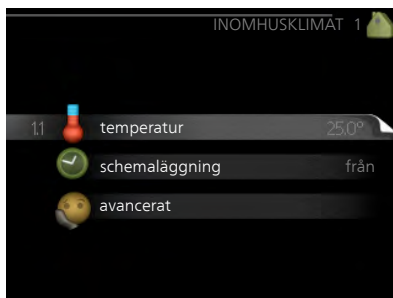 INOMHUSKLIMAT 1
1.1 temperatur 25.0°
schemaläggning från
avancerat